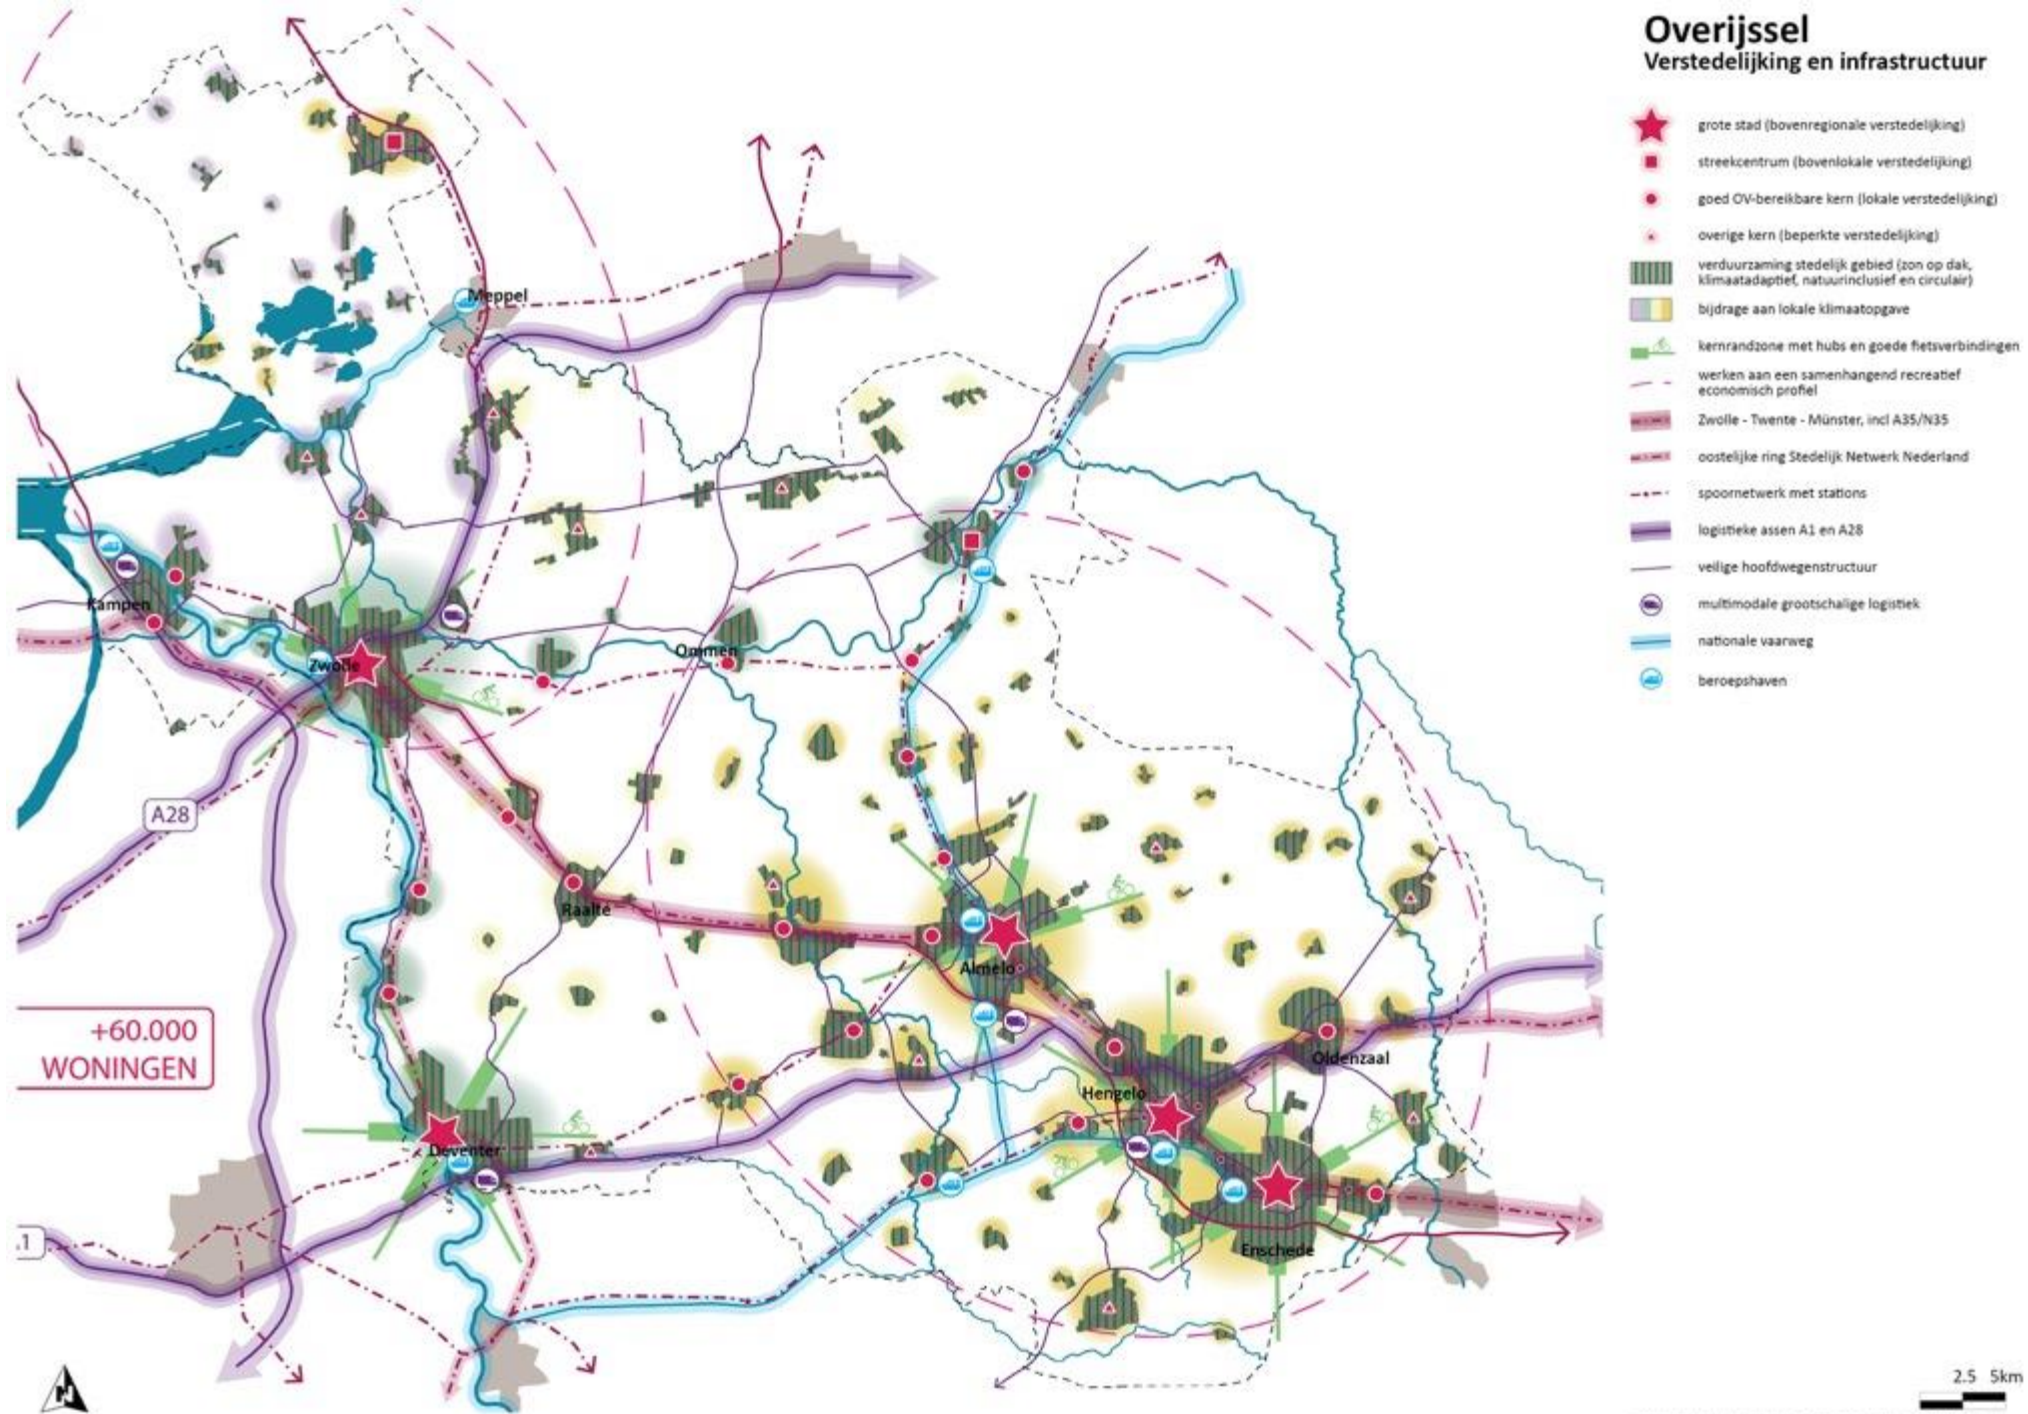 Overijssel
Verstedelijking en infrastructuur
grote stad (bovenregionale verstedelijking)
streekcentrum (bovenlokale verstedelijking)
goed OV-bereikbare kern (lokale verstedelijking)
overige kern (beperkte verstedelijking)
verduurzaming stedelijk gebied (zon op dak,
klimaatadaptief, natuurinclusief en circulair)
bijdrage aan lokale klimaatopgave
kernrandzone met hubs en goede fietsverbindingen
werken aan een samenhangend recreatief
economisch profiel
Zwolle - Twente - Münster, incl A35/N35
oostelijke ring Stedelijk Netwerk Nederland
spoornetwerk met stations
logistieke assen A1 en A28
veilige hoofdwegenstructuur
multimodale grootschalige logistiek
nationale vaarweg
beroepshaven
Meppel
Kampen
Zwolle
Ommen
A28
Raalte
Almelo
+60.000
WONINGEN
Oldenzaal
Hengelo
Deventer
.1
Enschede
N
2.5 5km